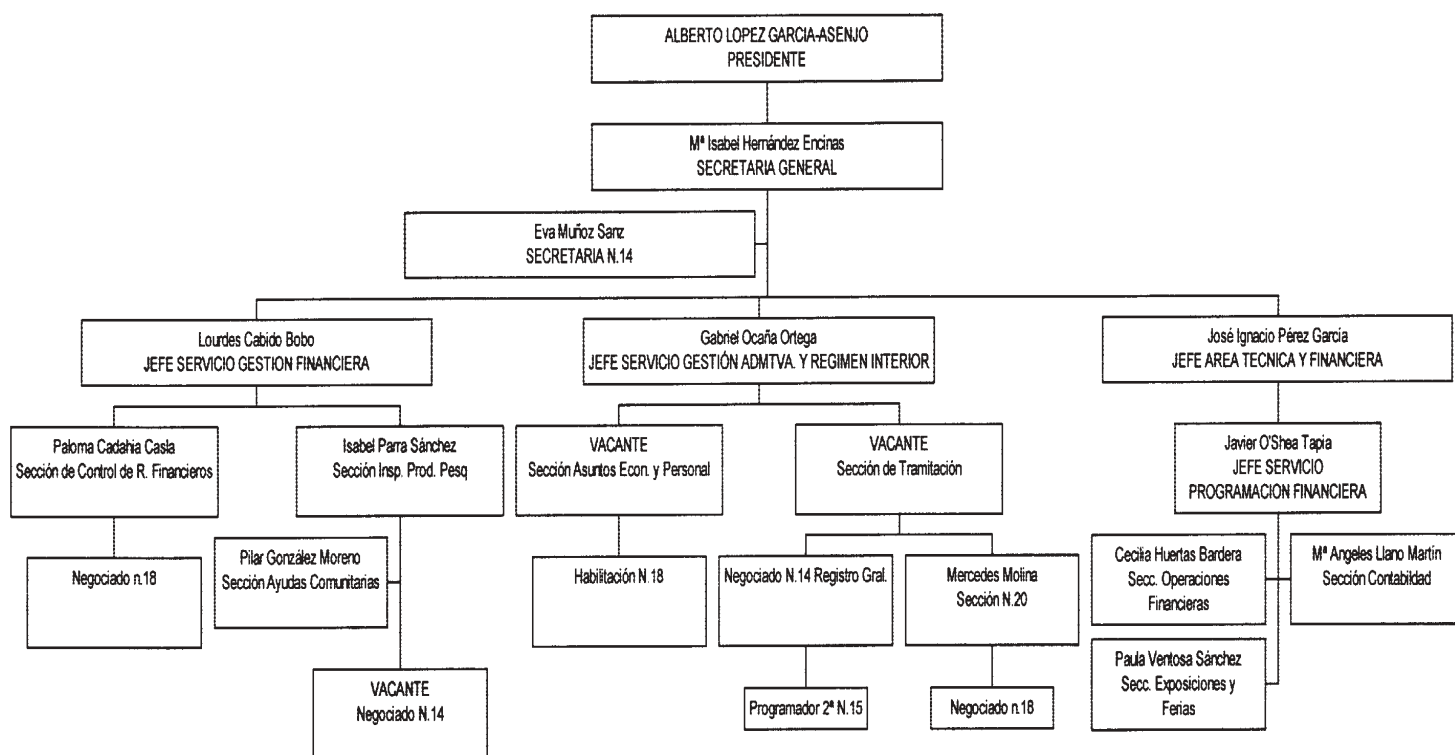 ALBERTO LOPEZ GARCIA-ASENJO
PRESIDENTE
Mª Isabel Hernández Encinas
SECRETARIA GENERAL
Eva Muñoz Sanz
SECRETARIA N.14
Lourdes Cabido Bobo
JEFE SERVICIO GESTION FINANCIERA
Gabriel Ocaña Ortega
JEFE SERVICIO GESTIÓN ADMTVA. Y REGIMEN INTERIOR
José Ignacio Pérez García
JEFE AREA TECNICA Y FINANCIERA
Paloma Cadahia Casla
Sección de Control de R. Financieros
Isabel Parra Sánchez
Sección Insp. Prod. Pesq
VACANTE
Sección Asuntos Econ. y Personal
VACANTE
Sección de Tramitación
Javier O'Shea Tapia
JEFE SERVICIO
PROGRAMACION FINANCIERA
Negociado n.18
Pilar González Moreno
Sección Ayudas Comunitarias
Habilitación N.18
Negociado N.14 Registro Gral.
Mercedes Molina
Sección N.20
Cecilia Huertas Bardera
Secc. Operaciones
Financieras
Mª Angeles Llano Martín
Sección Contabildad
VACANTE
Negociado N.14
Programador 2ª N.15
Negociado n.18
Paula Ventosa Sánchez
Secc. Exposiciones y
Ferias